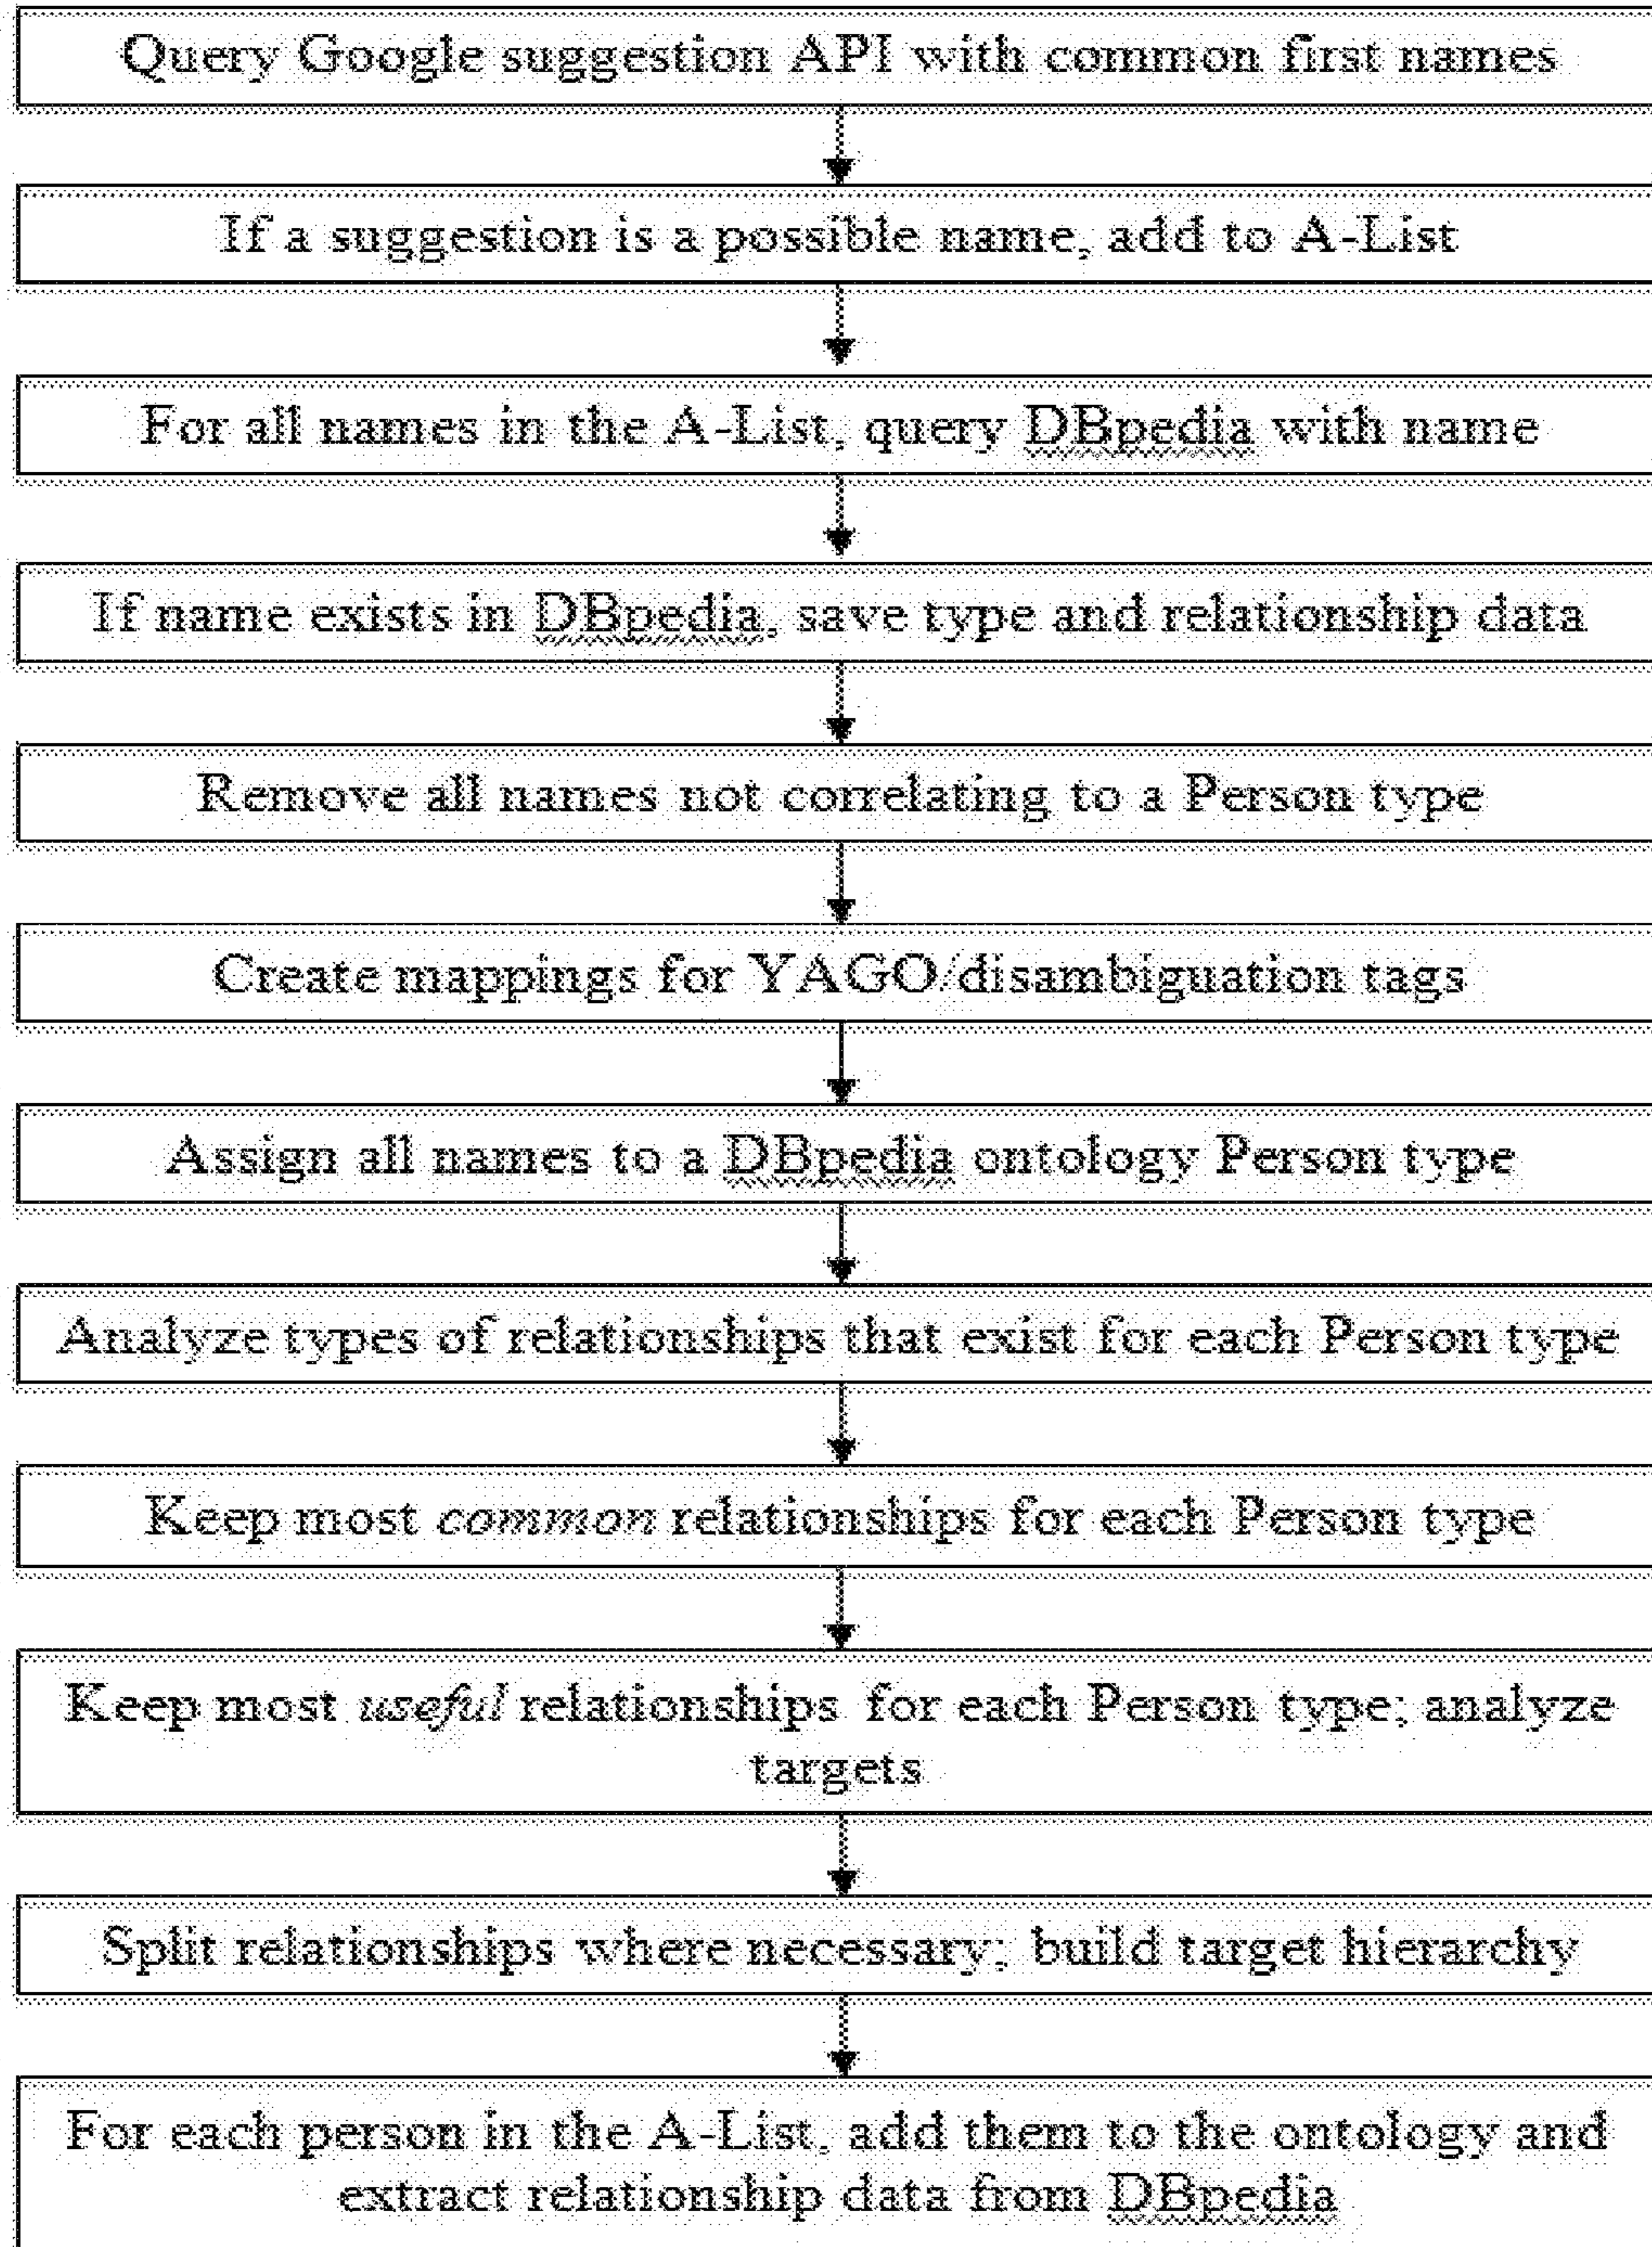 Query Google suggestion API with common first names
If a suggestion is a possible name, add to A-List
For all names in the A-List, query DBpedia with name
If name exists in DBpedia, save type and relationship data
Remove all names not correlating to a Person type
Create mappings for YAGO/disambiguation tags
Assign all names to a DBpedia ontology Person type
Analyze types of relationships that exist for each Person type
Keep most common relationships for each Person type
Keep most useful relationships for each Person type; analyze
targets
Split relationships where necessary; build target hierarchy
For each person in the A-List, add them to the ontology and
extract relationship data from DBpedia